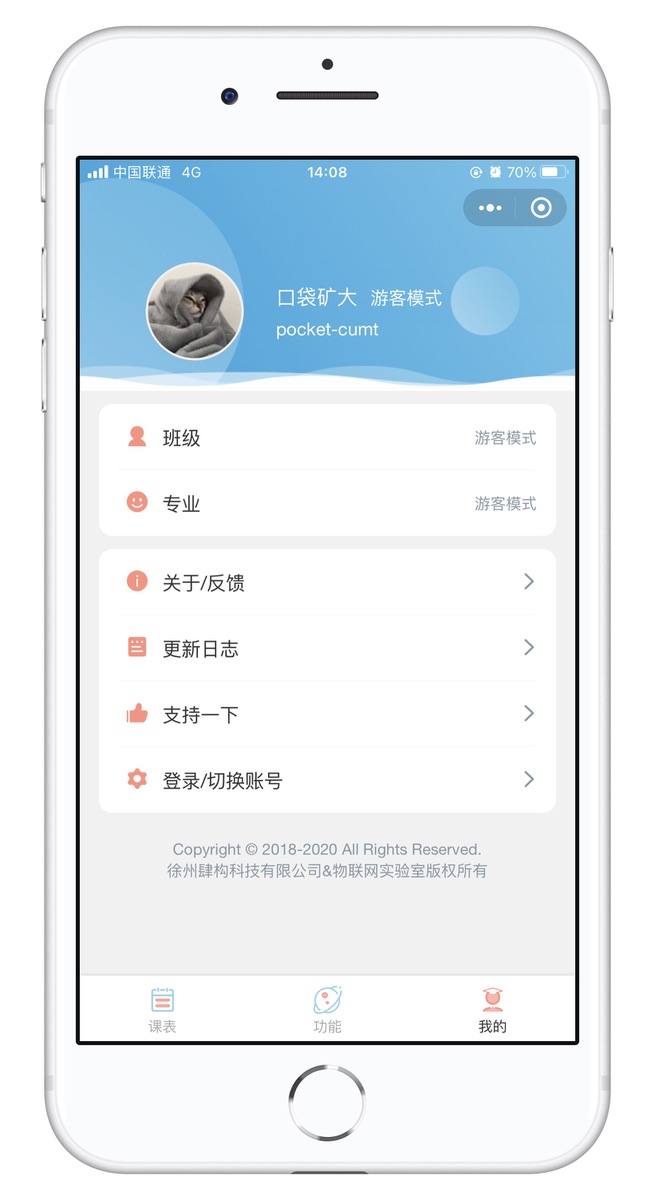 中国联通 4G 14:08 70%
口袋矿大 游客模式
pocket-cumt
班级 游客模式
专业 游客模式
关于/反馈
更新日志
支持一下
登录/切换账号
Copyright © 2018-2020 All Rights Reserved.
徐州肆构科技有限公司&物联网实验室版权所有
课表 功能 我的